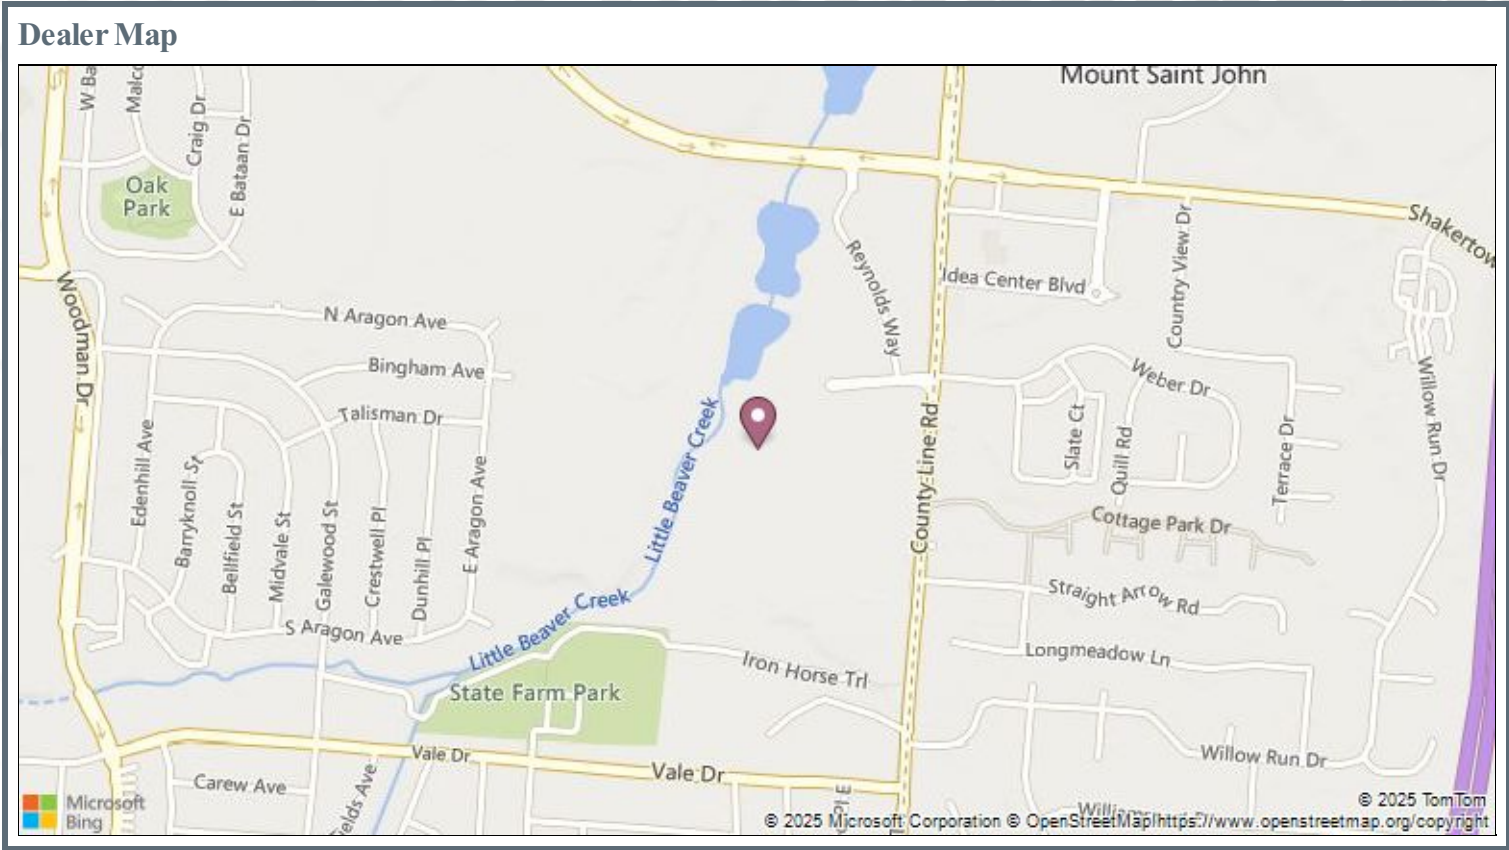 Dealer Map
Mount Saint John
W Ba
Malco
Craig Dr
E Bataan Dr
Oak
Park
Shakertow
Country View Dr
Reynolds Way
Idea Center Blvd
Woodman Dr
N Aragon Ave
Bingham Ave
Talisman Dr
Weber Dr
Willow Run Dr
Little Beaver Creek
County Line Rd
Slate Ct
Quill Rd
Terrace Dr
Edenhill Ave
Barryknoll St
Bellfield St
Midvale St
Galewood St
Crestwell Pl
Dunhill Pl
E Aragon Ave
Cottage Park Dr
Straight Arrow Rd
Little Beaver Creek
S Aragon Ave
Longmeadow Ln
Iron Horse Trl
State Farm Park
Vale Dr
Vale Dr
Willow Run Dr
Carew Ave
ields Ave
Pl E
Microsoft
Bing
© 2025 TomTom
© 2025 Microsoft Corporation © OpenStreetMap https://www.openstreetmap.org/copyright